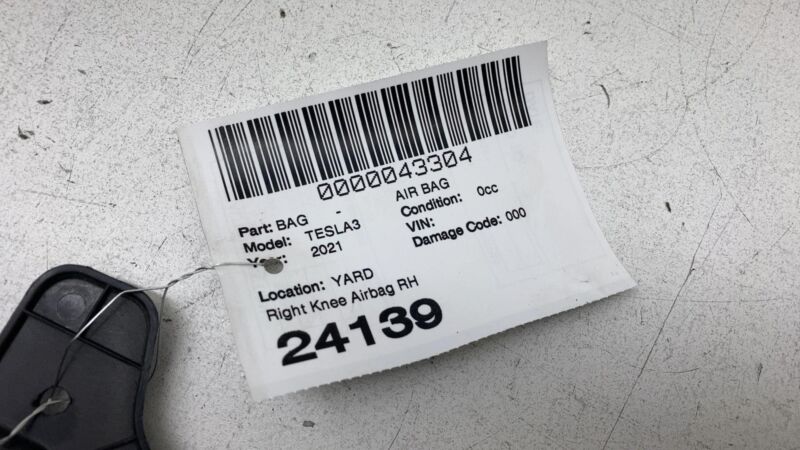 0000043304
Part: BAG - AIR BAG
Model: TESLA3 Condition: 0cc
Year: 2021 VIN:
Damage Code: 000
Location: YARD
Right Knee Airbag RH
24139